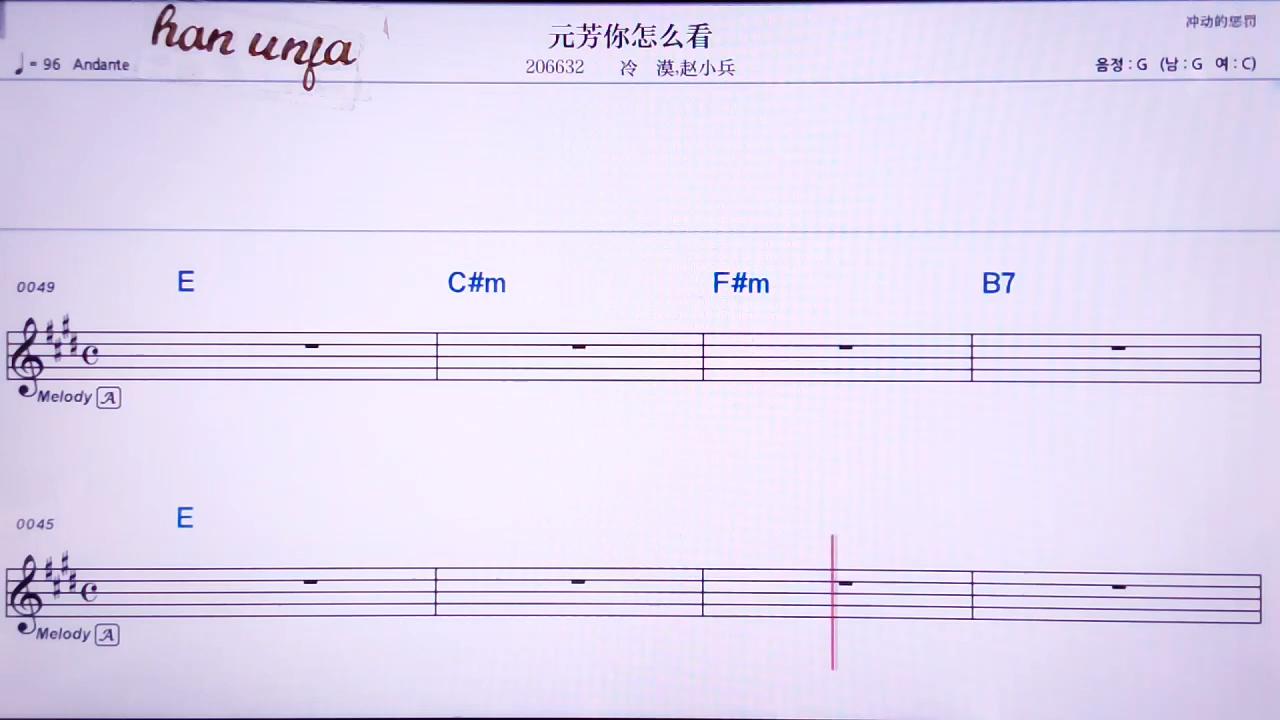 han unfa
元芳你怎么看
冲动的惩罚
♩= 96 Andante
206632 冷 漠,赵小兵
음정 : G (남 : G 여 : C)
0049 E C#m F#m B7
Melody A
0045 E
Melody A